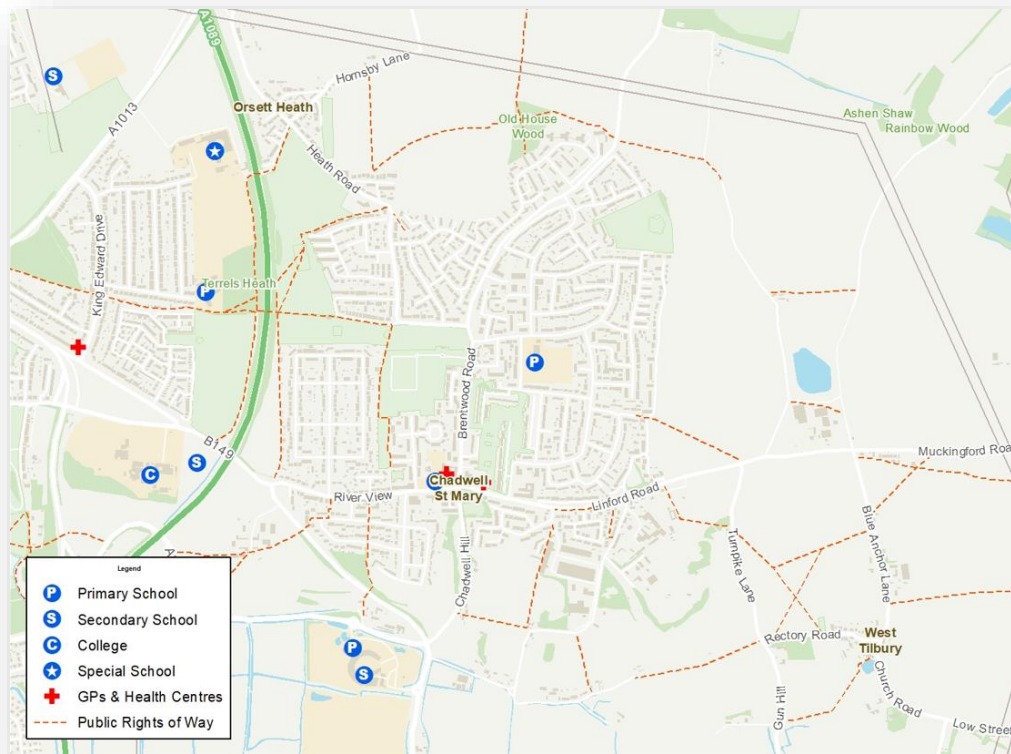 A1089
S
A1013
Hornsby Lane
Orsett Heath
Heath Road
Old House
Wood
Ashen Shaw
Rainbow Wood
King Edward Drive
Terrels Heath
P
P
Brentwood Road
B149
C
S
River View
Chadwell
St Mary
Linford Road
Muckingford Road
Chadwell Hill
Turnpike Lane
Blue Anchor Lane
Rectory Road
West
Tilbury
Church Road
Gun Hill
Low Street
P
S
Legend
P Primary School
S Secondary School
C College
Special School
GPs & Health Centres
Public Rights of Way